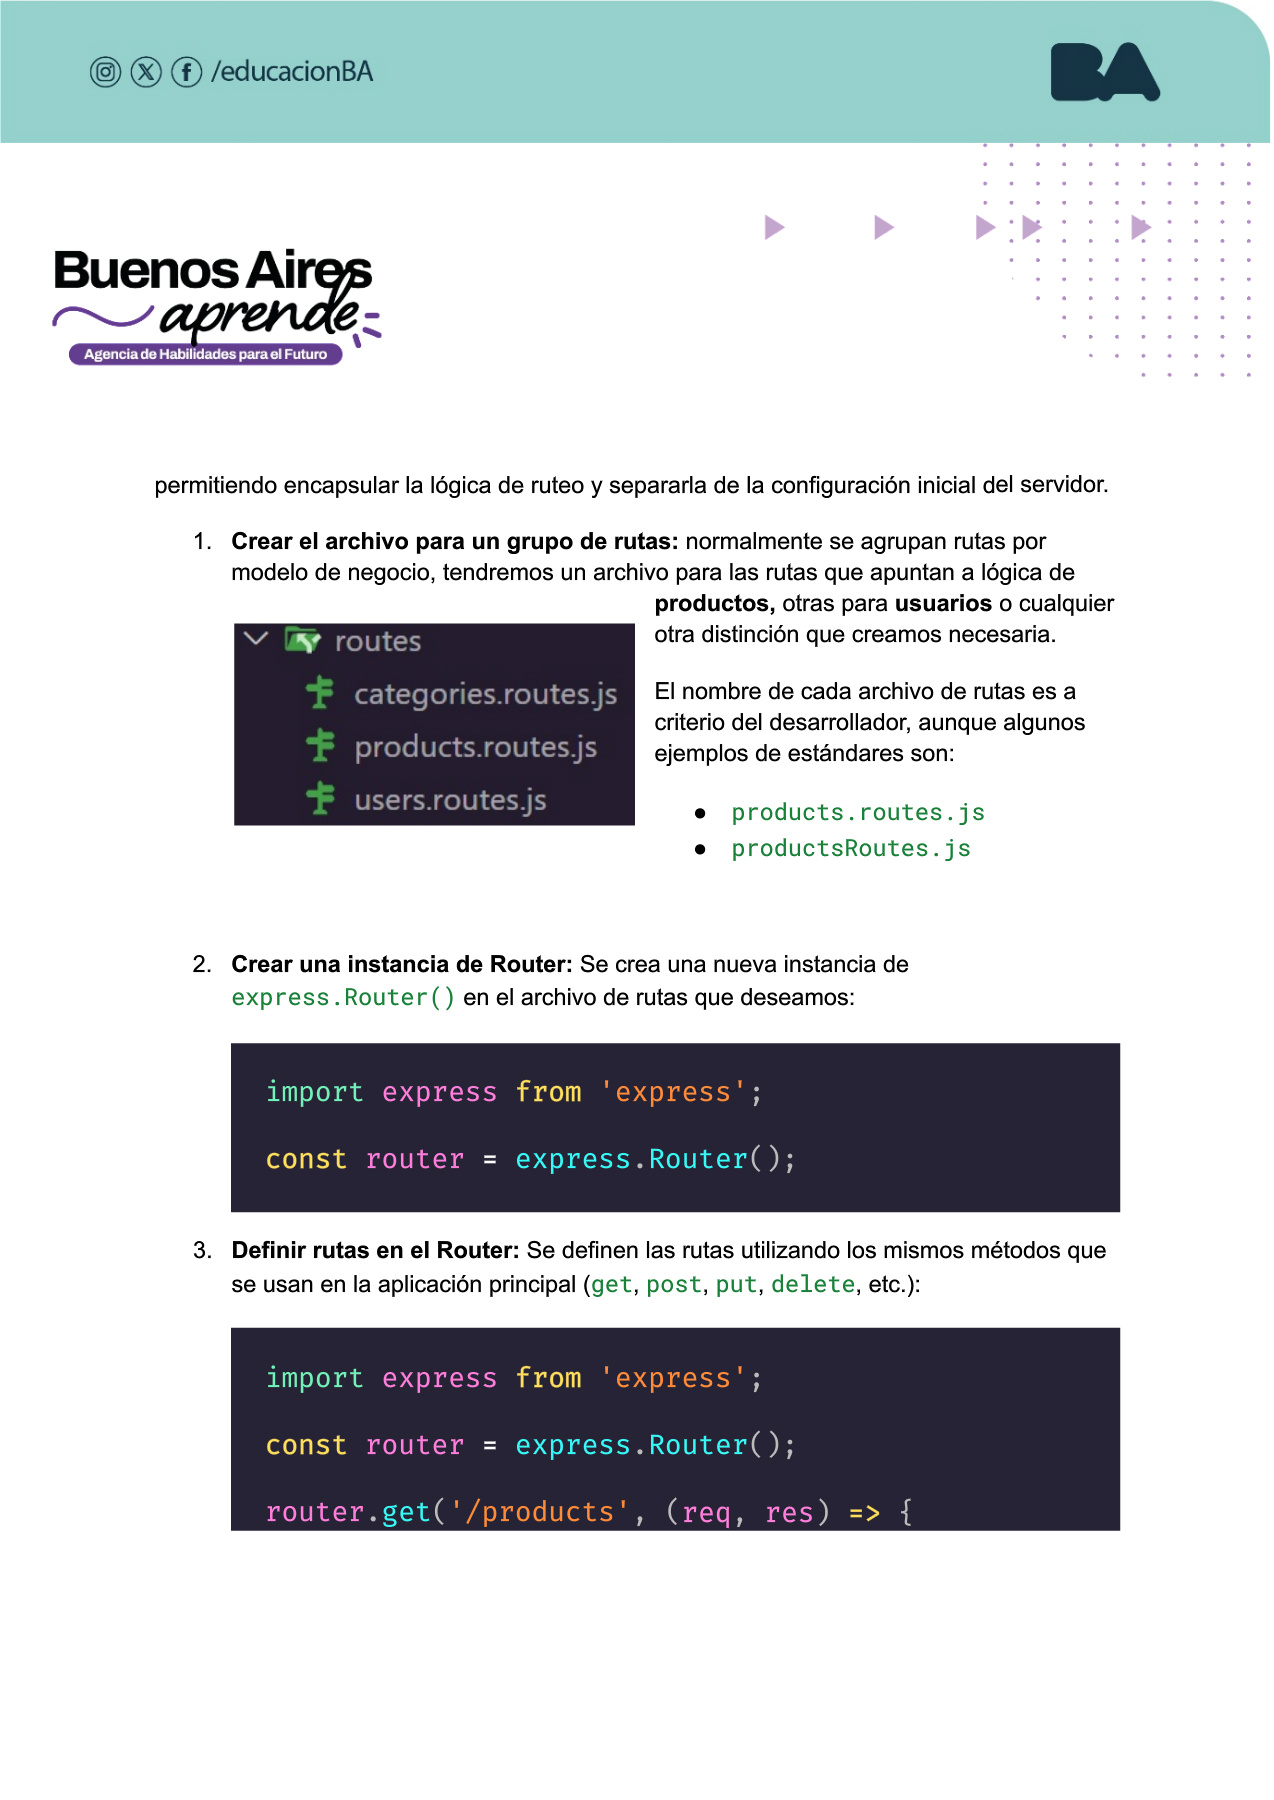 /educacionBA
BA
Buenos Aires
aprende
Agencia de Habilidades para el Futuro
permitiendo encapsular la lógica de ruteo y separarla de la configuración inicial del servidor.
1. Crear el archivo para un grupo de rutas: normalmente se agrupan rutas por
modelo de negocio, tendremos un archivo para las rutas que apuntan a lógica de
productos, otras para usuarios o cualquier
otra distinción que creamos necesaria.
routes
categories.routes.js
products.routes.js
users.routes.js
El nombre de cada archivo de rutas es a
criterio del desarrollador, aunque algunos
ejemplos de estándares son:
● products.routes.js
● productsRoutes.js
2. Crear una instancia de Router: Se crea una nueva instancia de
express.Router() en el archivo de rutas que deseamos:
import express from 'express';
const router = express.Router();
3. Definir rutas en el Router: Se definen las rutas utilizando los mismos métodos que
se usan en la aplicación principal (get, post, put, delete, etc.):
import express from 'express';
const router = express.Router();
router.get('/products', (req, res) => {